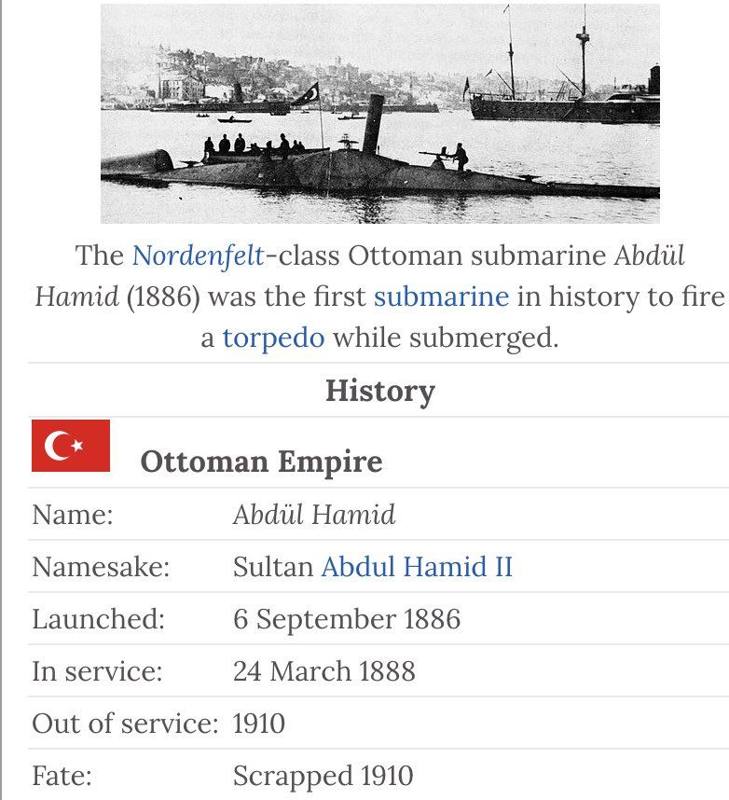 The Nordenfelt-class Ottoman submarine Abdül
Hamid (1886) was the first submarine in history to fire
a torpedo while submerged.
History
Ottoman Empire
Name: Abdül Hamid
Namesake: Sultan Abdul Hamid II
Launched: 6 September 1886
In service: 24 March 1888
Out of service: 1910
Fate: Scrapped 1910